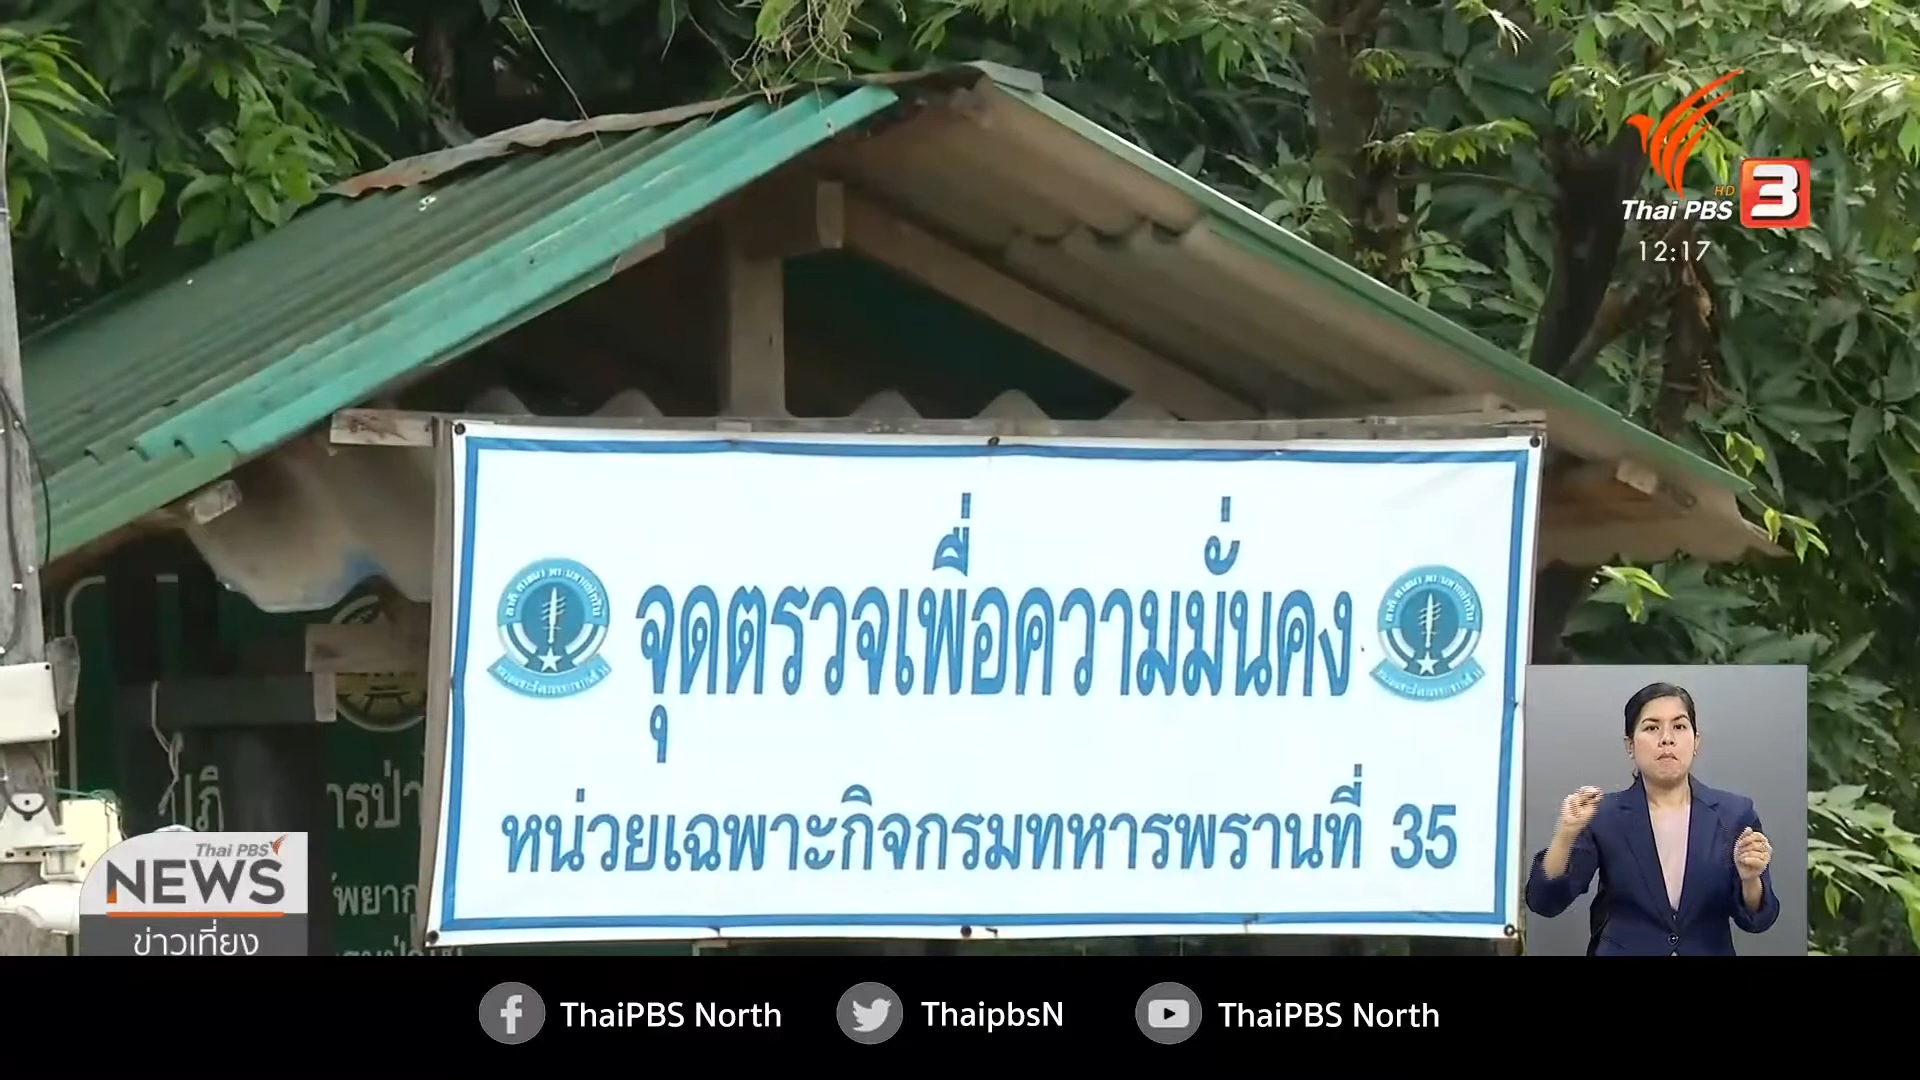 HD
Thai PBS 3
12:17
จุดตรวจเพื่อความมั่นคง
หน่วยเฉพาะกิจกรมทหารพรานที่ 35
Thai PBS
NEWS
ข่าวเที่ยง
ThaiPBS North
ThaipbsN
ThaiPBS North